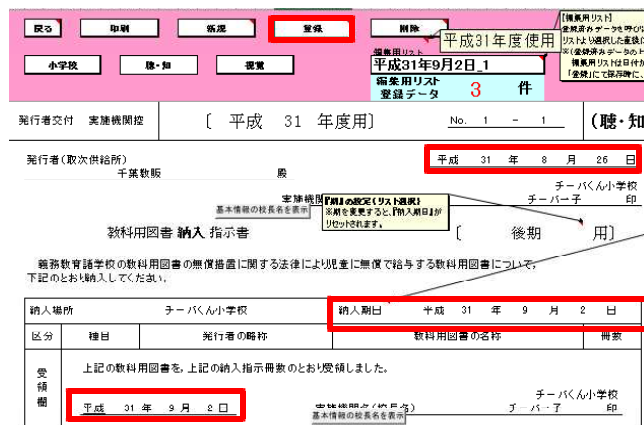 戻る 印刷 新規 登録 削除
平成31年度使用
【編集用リスト】
編集用リスト
平成31年9月2日_1
小学校 聴・知 視覚
編集用リスト
登録データ 3 件
発行者交付 実施機関控 〔 平成 31 年度用〕 No. 1 - 1 (聴・知
発行者(取次供給所) 平成 31 年 8 月 26 日
千葉教販 殿
チーバくん小学校
チーバー子 印
基本情報の校長名を表示
『期』の設定(リスト選択)
※期を変更すると、『納入期日』が
リセットされます。
教科用図書 納入 指示書 〔 後期 用〕
義務教育諸学校の教科用図書の無償措置に関する法律により児童に無償で給与する教科用図書について、
下記のとおり納入してください。
納入場所 チーバくん小学校 納入期日 平成 31 年 9 月 2 日
区分 種目 発行者の略称 教科用図書の名称 冊数
受領欄
上記の教科用図書を、上記の納入指示冊数のとおり受領しました。
平成 31 年 9 月 2 日
チーバくん小学校
チーバー子 印
基本情報の校長名を表示